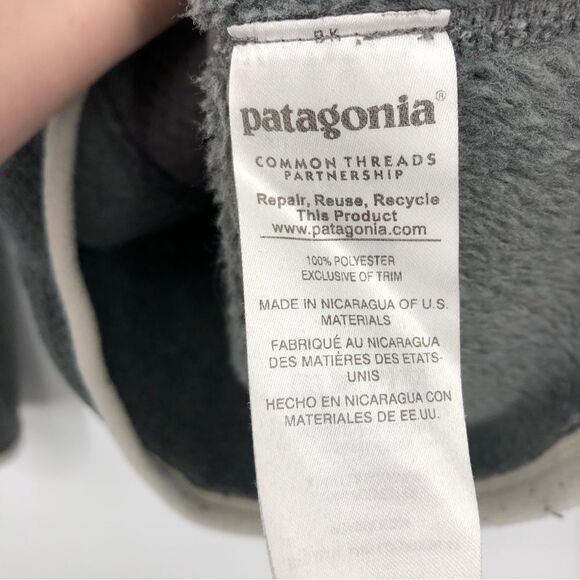 patagonia®
COMMON THREADS
PARTNERSHIP
Repair, Reuse, Recycle
This Product
www.patagonia.com
100% POLYESTER
EXCLUSIVE OF TRIM
MADE IN NICARAGUA OF U.S.
MATERIALS
FABRIQUÉ AU NICARAGUA
DES MATIÈRES DES ETATS-
UNIS
HECHO EN NICARAGUA CON
MATERIALES DE EE.UU.